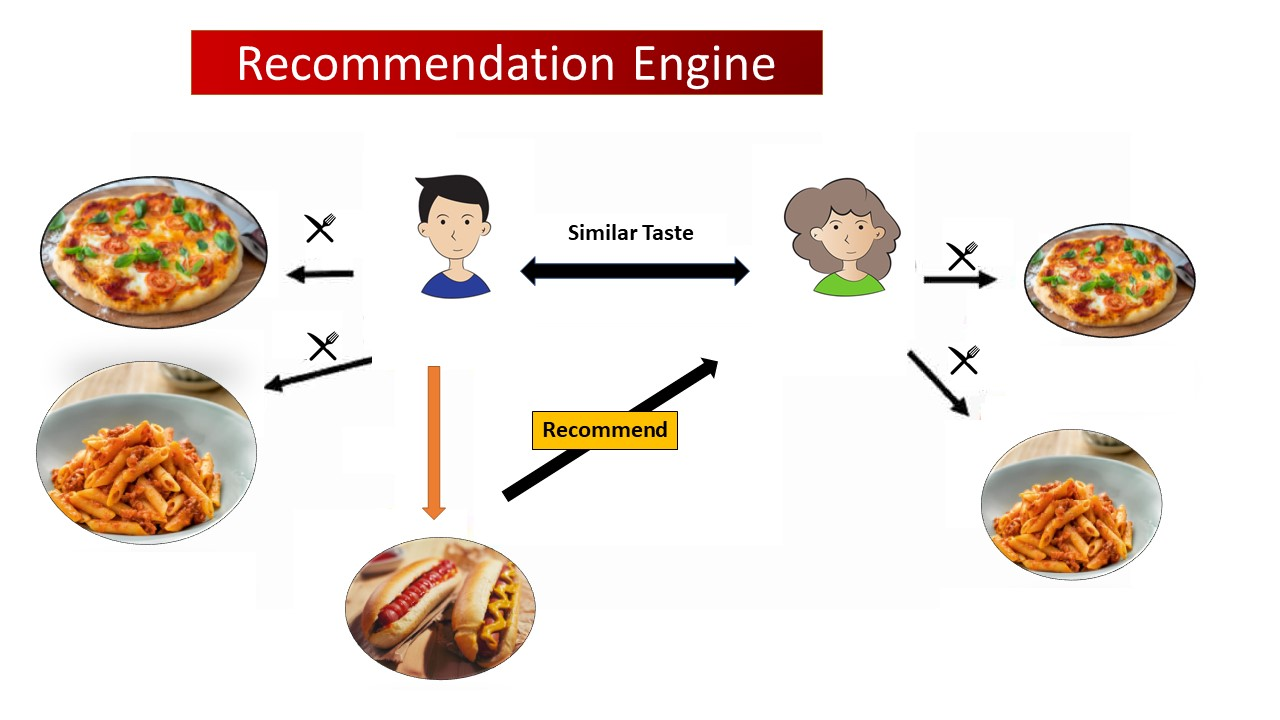 Recommendation Engine
Similar Taste
Recommend